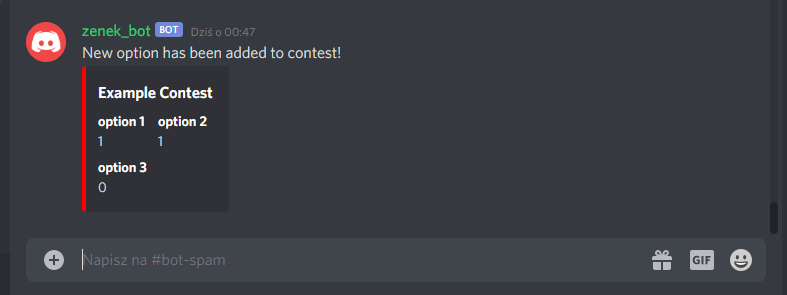 zenek_bot BOT Dziś o 00:47
New option has been added to contest!
Example Contest
option 1 option 2
1 1
option 3
0
Napisz na #bot-spam GIF